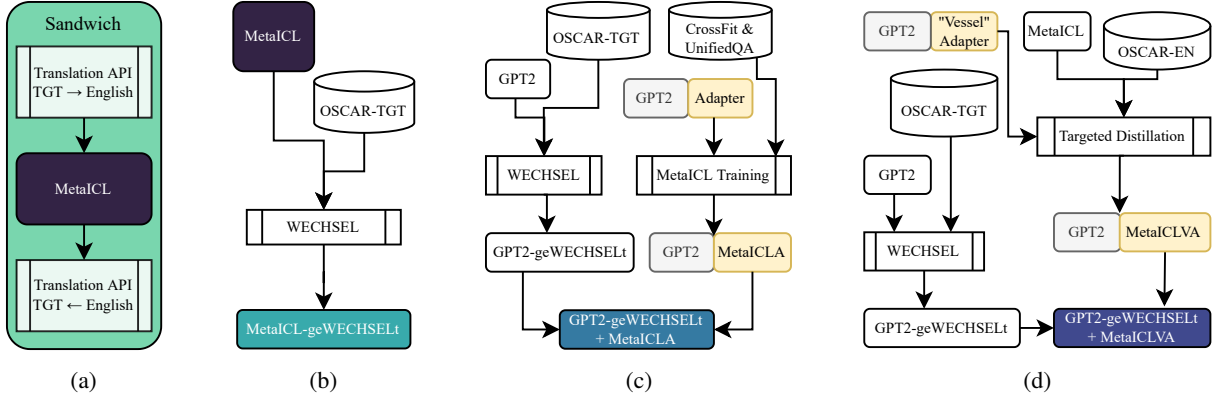 Sandwich
Translation API
TGT → English
MetaICL
Translation API
TGT ← English
(a)
MetaICL
OSCAR-TGT
WECHSEL
MetaICL-geWECHSELt
(b)
OSCAR-TGT
CrossFit &
UnifiedQA
GPT2
GPT2
Adapter
WECHSEL
MetaICL Training
GPT2-geWECHSELt
GPT2
MetaICLA
GPT2-geWECHSELt
+ MetaICLA
(c)
GPT2
"Vessel"
Adapter
MetaICL
OSCAR-EN
OSCAR-TGT
Targeted Distillation
GPT2
WECHSEL
GPT2
MetaICLVA
GPT2-geWECHSELt
GPT2-geWECHSELt
+ MetaICLVA
(d)